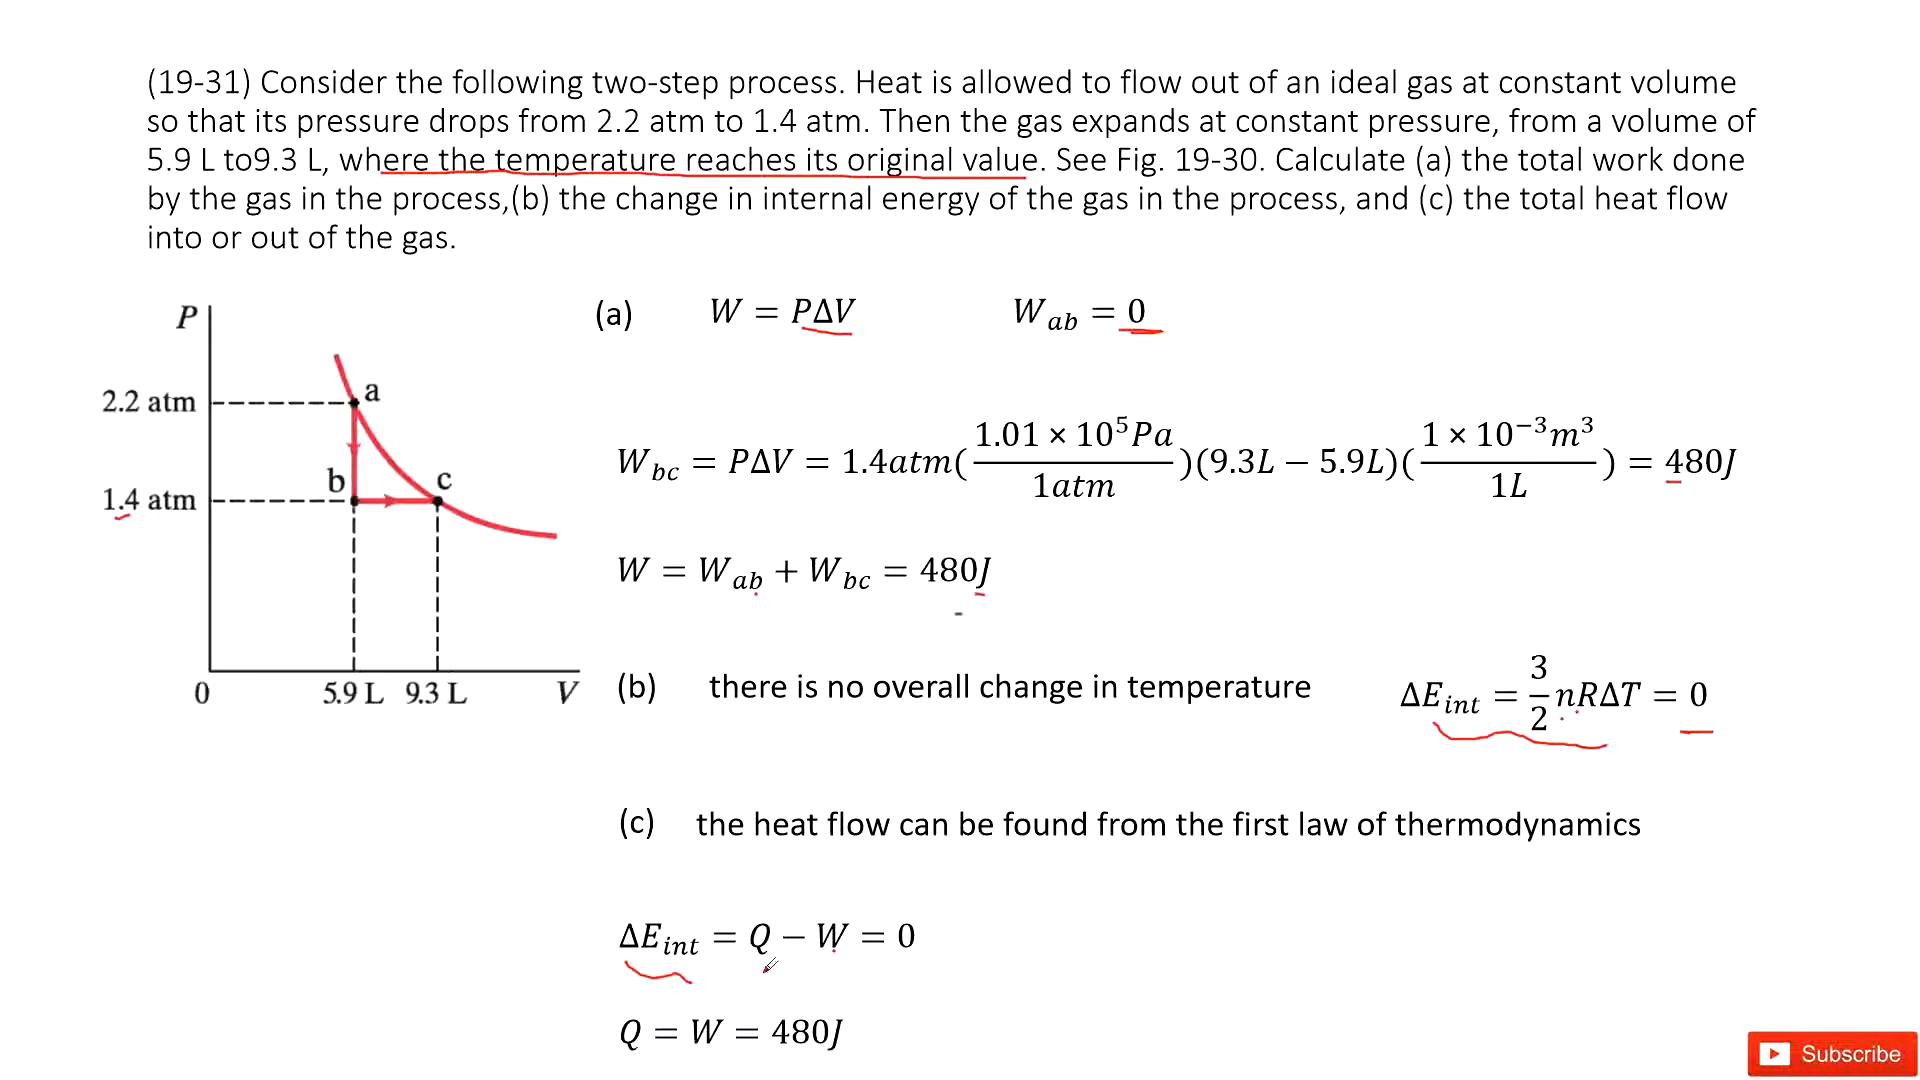 (19-31) Consider the following two-step process. Heat is allowed to flow out of an ideal gas at constant volume
so that its pressure drops from 2.2 atm to 1.4 atm. Then the gas expands at constant pressure, from a volume of
5.9 L to9.3 L, where the temperature reaches its original value. See Fig. 19-30. Calculate (a) the total work done
by the gas in the process,(b) the change in internal energy of the gas in the process, and (c) the total heat flow
into or out of the gas.
P
2.2 atm
a
b
c
1.4 atm
0
5.9 L 9.3 L
V
(a) W = PΔV W_ab = 0
W_bc = PΔV = 1.4atm(1.01 × 10^5 Pa / 1atm)(9.3L − 5.9L)(1 × 10^−3 m^3 / 1L) = 480J
W = W_ab + W_bc = 480J
(b) there is no overall change in temperature ΔE_int = 3/2 nRΔT = 0
(c) the heat flow can be found from the first law of thermodynamics
ΔE_int = Q − W = 0
Q = W = 480J
Subscribe